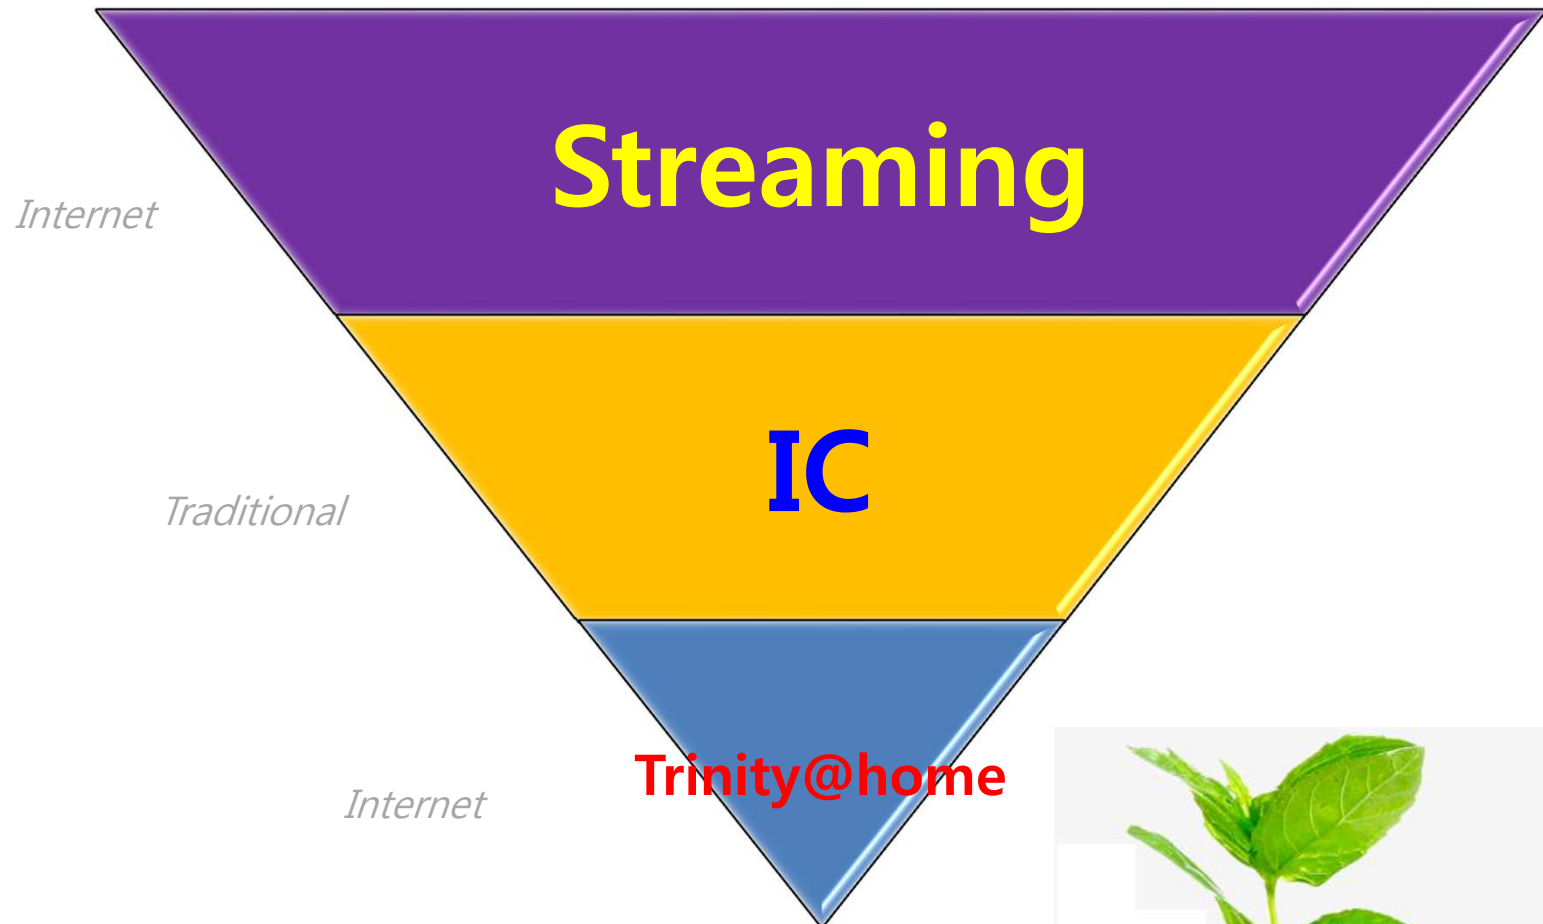 Streaming
Internet
IC
Traditional
Trinity@home
Internet